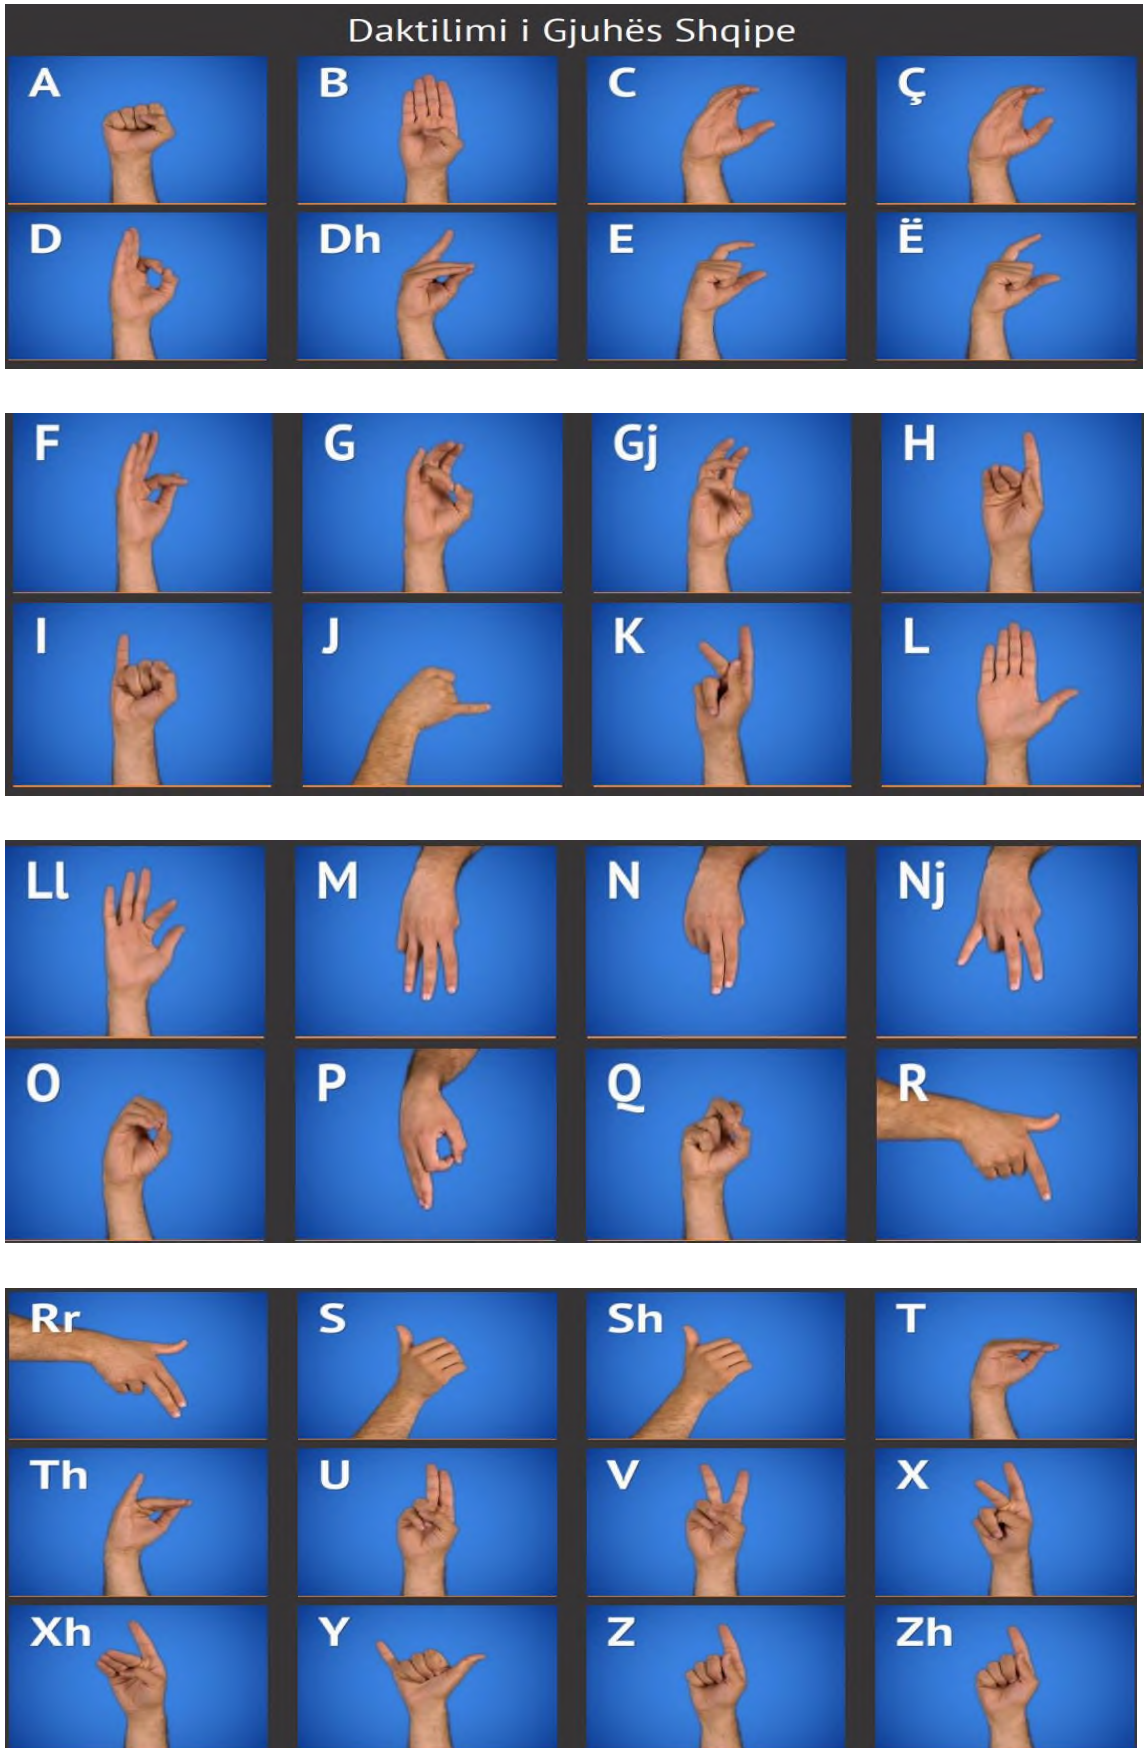 Daktilimi i Gjuhës Shqipe
A B C Ç
D Dh E Ë
F G Gj H
I J K L
Ll M N Nj
O P Q R
Rr S Sh T
Th U V X
Xh Y Z Zh